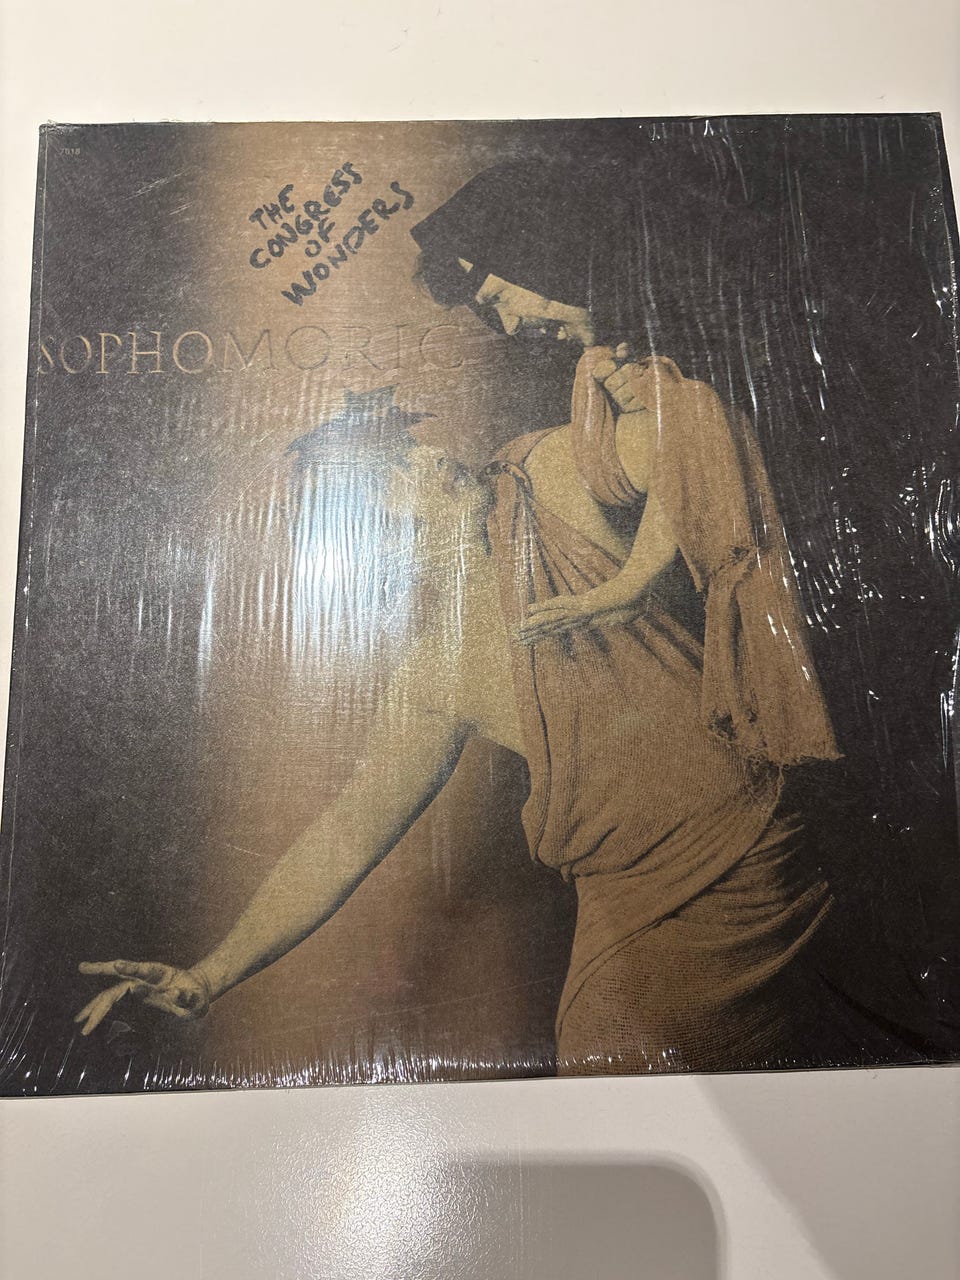 7018
THE
CONGRESS
OF
WONDERS
SOPHOMORIC